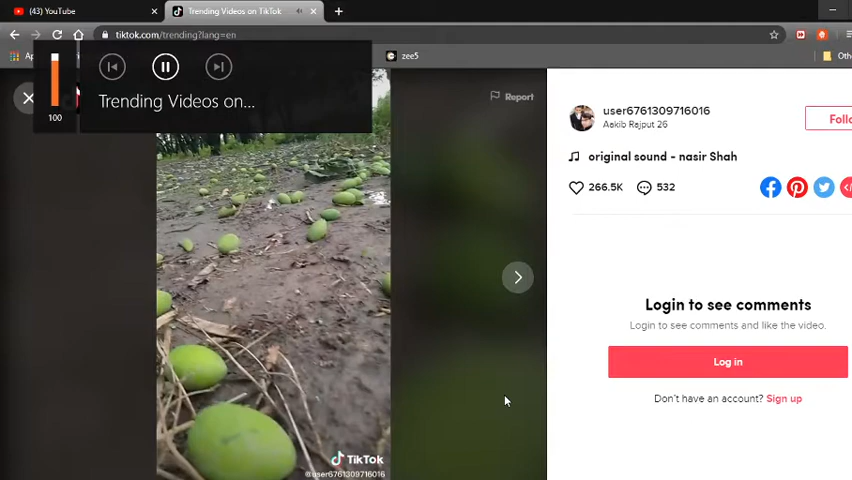 (43) YouTube
Trending Videos on TikTok
tiktok.com/trending?lang=en
zee5
Othe
100
Trending Videos on...
Report
user6761309716016
Aakib Rajput 26
Follo
original sound - nasir Shah
266.5K
532
Login to see comments
Login to see comments and like the video.
Log in
Don't have an account? Sign up
TikTok
@user6761309716016